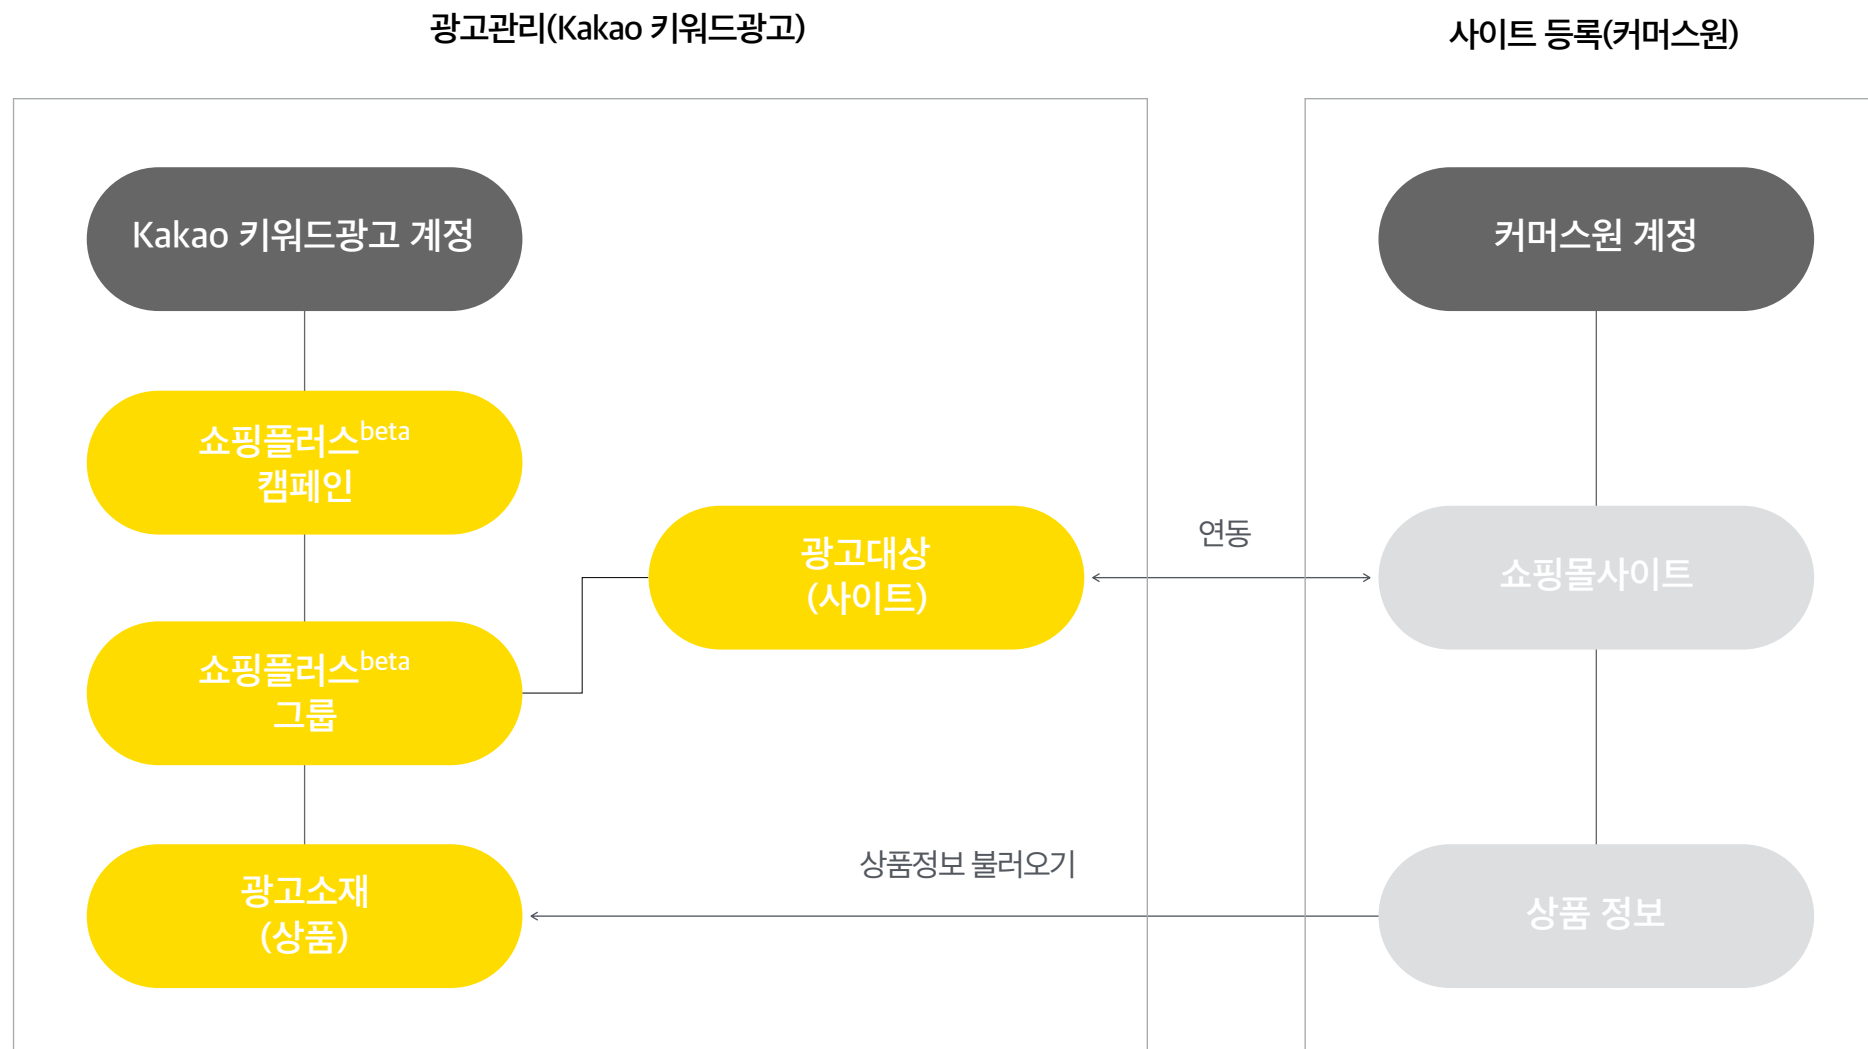 광고관리(Kakao 키워드광고)
사이트 등록(커머스원)
Kakao 키워드광고 계정
커머스원 계정
쇼핑플러스beta
캠페인
광고대상
(사이트)
연동
쇼핑몰사이트
쇼핑플러스beta
그룹
상품정보 불러오기
광고소재
(상품)
상품 정보